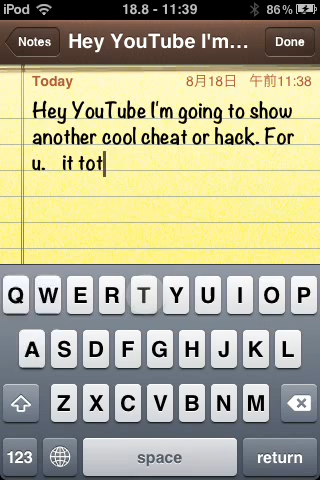 iPod 18.8 - 11:39 86%
Notes Hey YouTube I'm... Done
Today 8月18日 午前11:38
Hey YouTube I'm going to show
another cool cheat or hack. For
u. it tot
Q W E R T Y U I O P
A S D F G H J K L
Z X C V B N M
123 space return